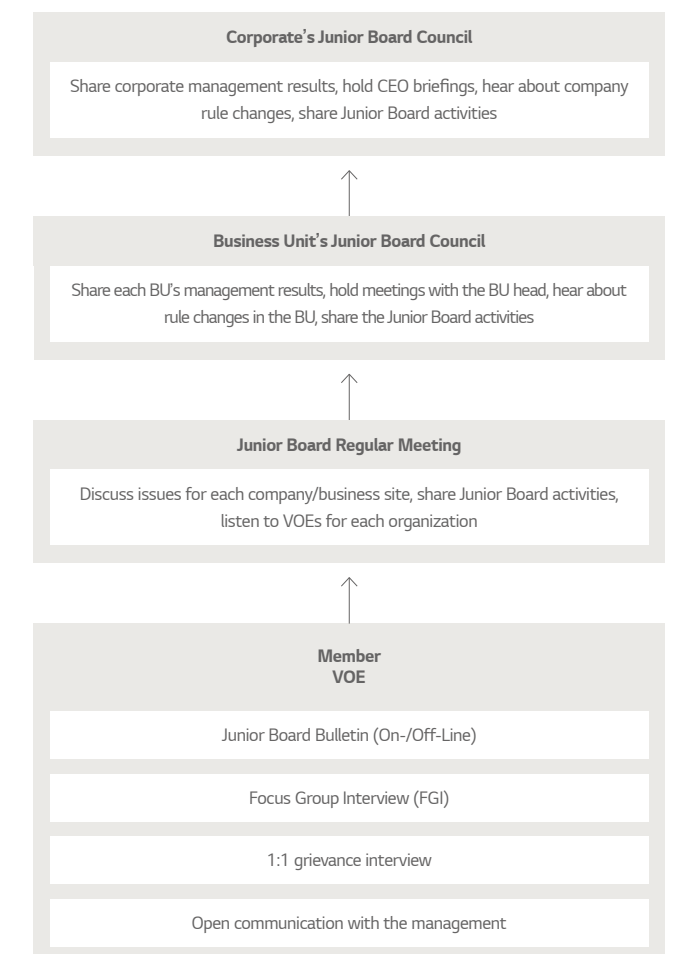 Corporate’s Junior Board Council
Share corporate management results, hold CEO briefings, hear about company
rule changes, share Junior Board activities
Business Unit’s Junior Board Council
Share each BU’s management results, hold meetings with the BU head, hear about
rule changes in the BU, share the Junior Board activities
Junior Board Regular Meeting
Discuss issues for each company/business site, share Junior Board activities,
listen to VOEs for each organization
Member
VOE
Junior Board Bulletin (On-/Off-Line)
Focus Group Interview (FGI)
1:1 grievance interview
Open communication with the management